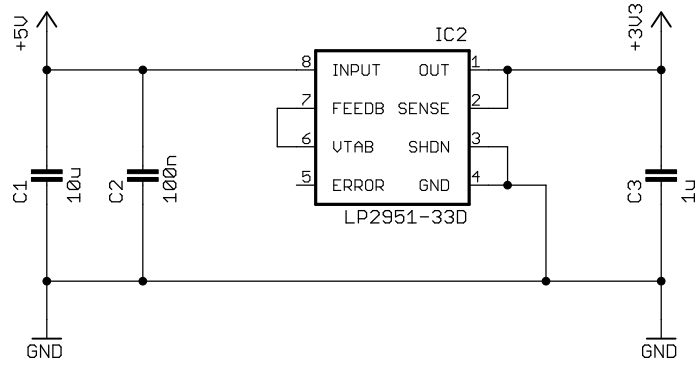 +5V
+3V3
IC2
8 INPUT OUT 1
7 FEEDB SENSE 2
6 VTAB SHDN 3
5 ERROR GND 4
LP2951-33D
C1 10u
C2 100n
C3 1u
GND
GND